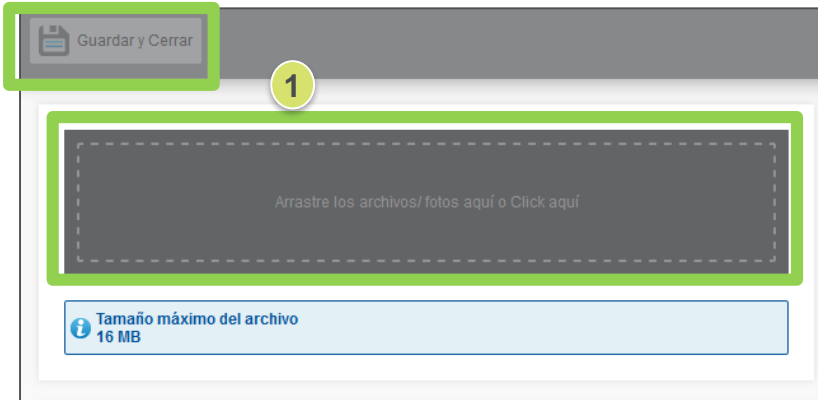 Guardar y Cerrar
1
Arrastre los archivos/ fotos aquí o Click aquí
Tamaño máximo del archivo
16 MB